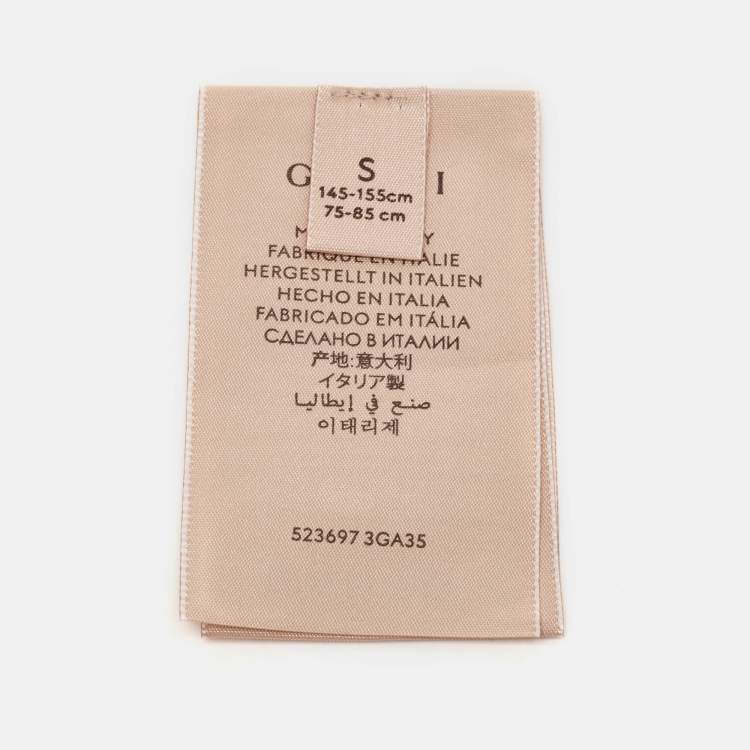 S
145-155cm
75-85 cm
G I
M Y
FABRIQUE EN ITALIE
HERGESTELLT IN ITALIEN
HECHO EN ITALIA
FABRICADO EM ITÁLIA
СДЕЛАНО В ИТАЛИИ
产地:意大利
イタリア製
صنع في إيطاليا
이태리제
523697 3GA35